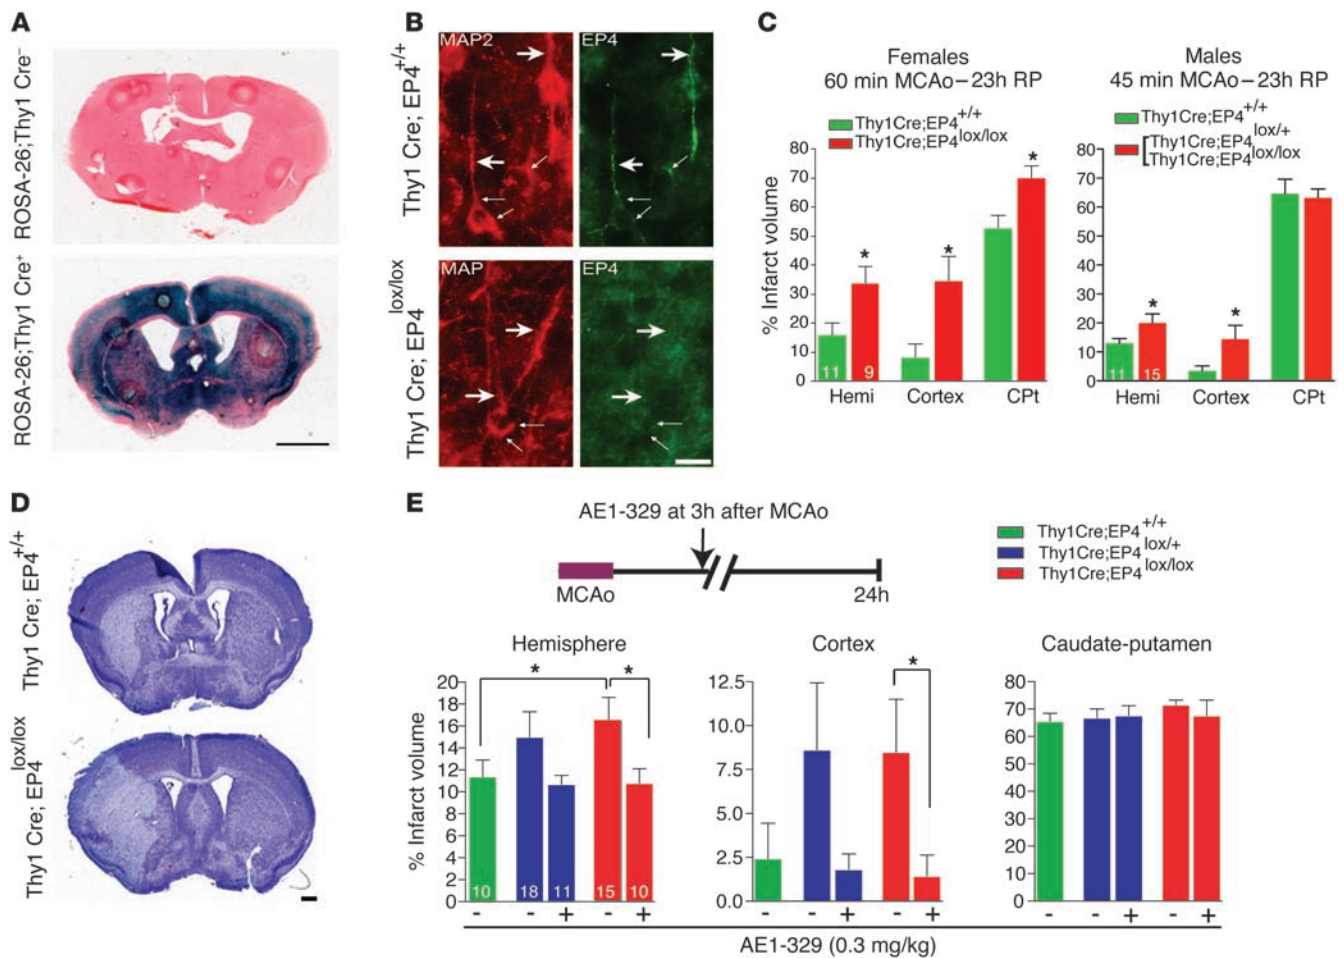 A
ROSA-26;Thy1 Cre⁻
ROSA-26;Thy1 Cre⁺
B
Thy1 Cre; EP4+/+
MAP2
EP4
Thy1 Cre; EP4lox/lox
MAP
EP4
C
Females
60 min MCAo–23h RP
Thy1Cre;EP4+/+
Thy1Cre;EP4lox/lox
% Infarct volume
80
70
60
50
40
30
20
10
0
*
*
*
11
9
Hemi
Cortex
CPt
Males
45 min MCAo–23h RP
Thy1Cre;EP4+/+
[Thy1Cre;EP4lox/+
Thy1Cre;EP4lox/lox
80
70
60
50
40
30
20
10
0
*
*
11
15
Hemi
Cortex
CPt
D
Thy1 Cre; EP4+/+
Thy1 Cre; EP4lox/lox
E
AE1-329 at 3h after MCAo
MCAo
24h
Thy1Cre;EP4+/+
Thy1Cre;EP4lox/+
Thy1Cre;EP4lox/lox
Hemisphere
% Infarct volume
20
18
16
14
12
10
8
6
4
2
0
*
*
10
18
11
15
10
- - + - +
Cortex
12.5
10.0
7.5
5.0
2.5
0.0
*
- - + - +
Caudate-putamen
80
70
60
50
40
30
20
10
0
- - + - +
AE1-329 (0.3 mg/kg)